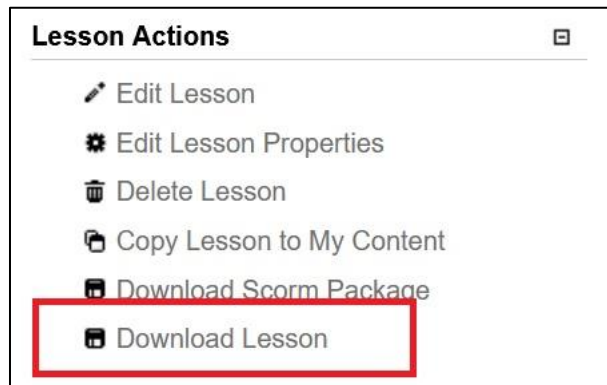 Lesson Actions
Edit Lesson
Edit Lesson Properties
Delete Lesson
Copy Lesson to My Content
Download Scorm Package
Download Lesson